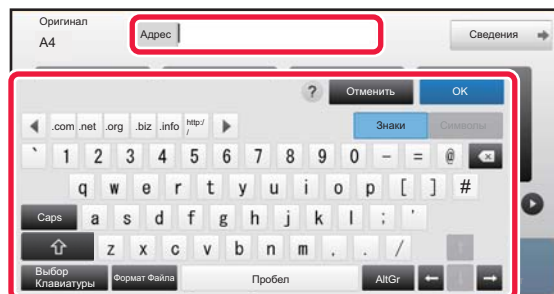 Оригинал
A4
Адрес
Сведения
? Отменить OK
.com .net .org .biz .info http:/
/
Знаки Символы
` 1 2 3 4 5 6 7 8 9 0 - = @
q w e r t y u i o p [ ] #
Caps a s d f g h j k l ; '
z x c v b n m , . /
Выбор
Клавиатуры
Формат Файла Пробел AltGr